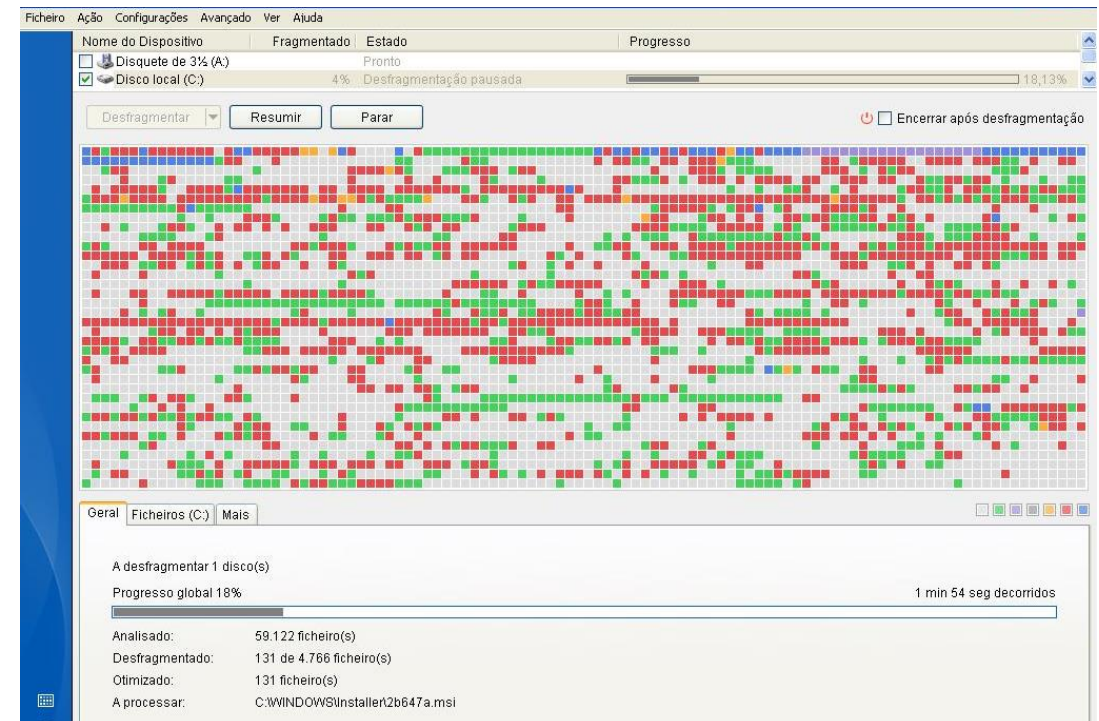 Ficheiro Ação Configurações Avançado Ver Ajuda
Nome do Dispositivo Fragmentado Estado Progresso
Disquete de 3½ (A:) Pronto
Disco local (C:) 4% Desfragmentação pausada 18,13%
Desfragmentar Resumir Parar Encerrar após desfragmentação
Geral Ficheiros (C:) Mais
A desfragmentar 1 disco(s)
Progresso global 18% 1 min 54 seg decorridos
Analisado: 59.122 ficheiro(s)
Desfragmentado: 131 de 4.766 ficheiro(s)
Otimizado: 131 ficheiro(s)
A processar: C:\WINDOWS\Installer\2b647a.msi